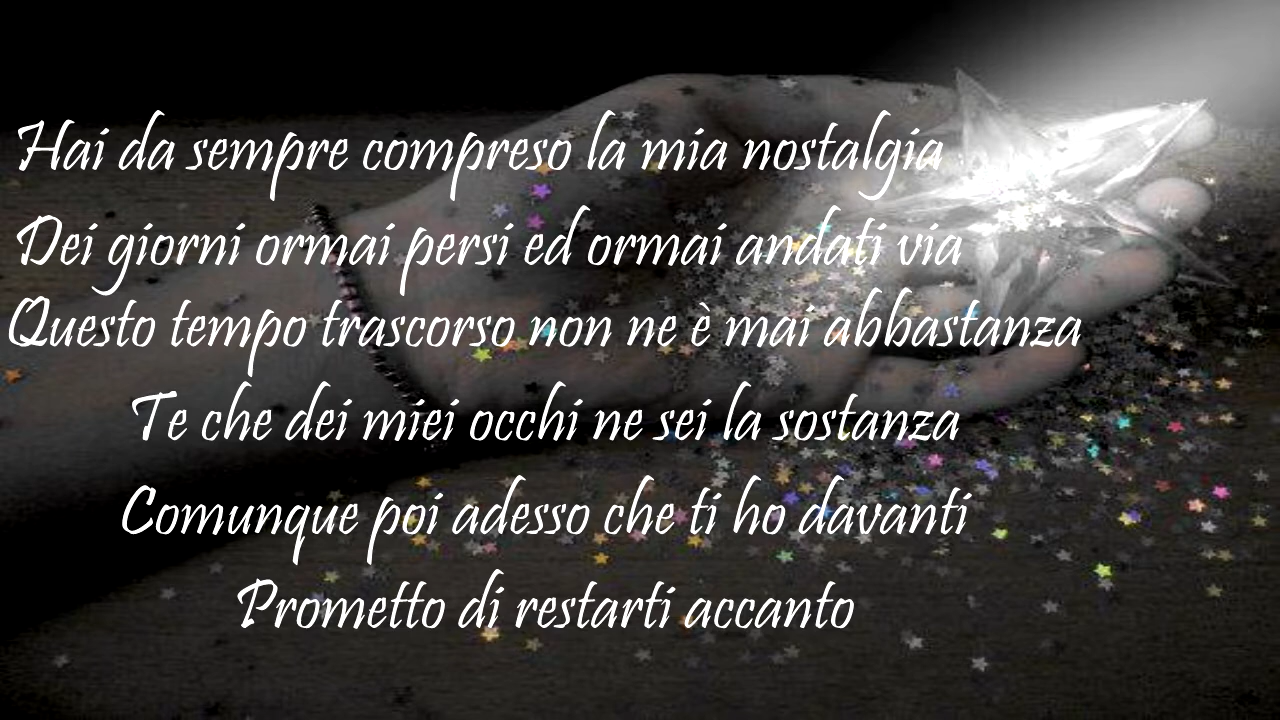 Hai da sempre compreso la mia nostalgia
Dei giorni ormai persi ed ormai andati via
Questo tempo trascorso non ne è mai abbastanza
Te che dei miei occhi ne sei la sostanza
Comunque poi adesso che ti ho davanti
Prometto di restarti accanto